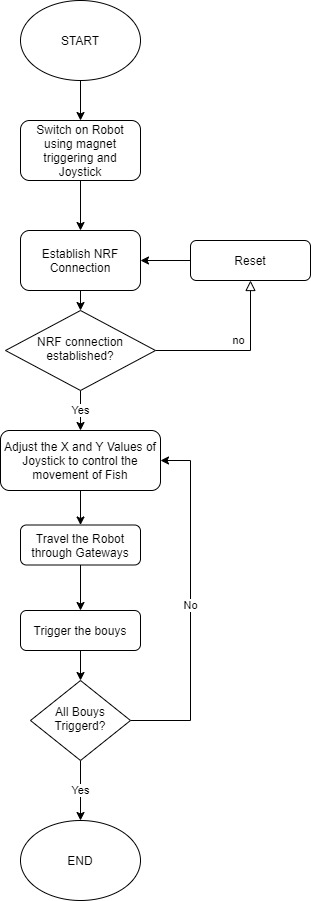 START
Switch on Robot
using magnet
triggering and
Joystick
Establish NRF
Connection
Reset
NRF connection
established?
no
Yes
Adjust the X and Y Values of
Joystick to control the
movement of Fish
Travel the Robot
through Gateways
No
Trigger the bouys
All Bouys
Triggerd?
Yes
END